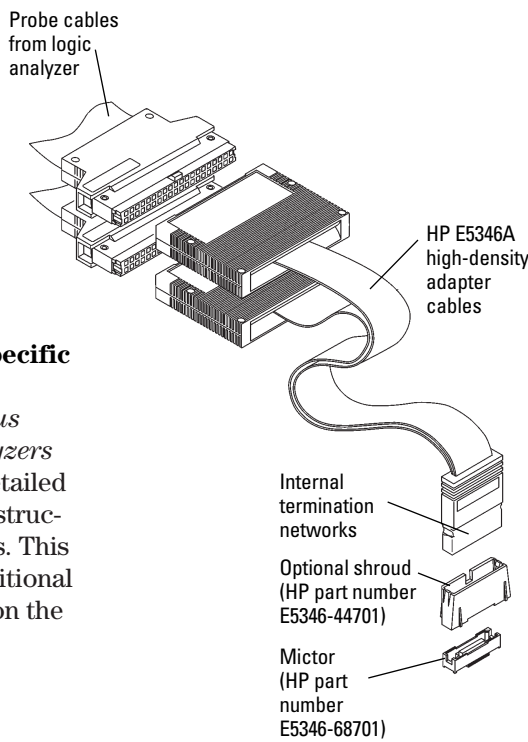 Probe cables
from logic
analyzer
HP E5346A
high-density
adapter
cables
ecific
us
yzers
tailed
struc-
s. This
itional
on the
Internal
termination
networks
Optional shroud
(HP part number
E5346-44701)
Mictor
(HP part
number
E5346-68701)